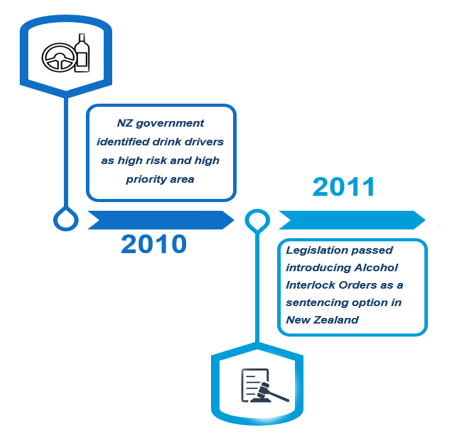 NZ government
identified drink drivers
as high risk and high
priority area
2010
2011
Legislation passed
introducing Alcohol
Interlock Orders as a
sentencing option in
New Zealand